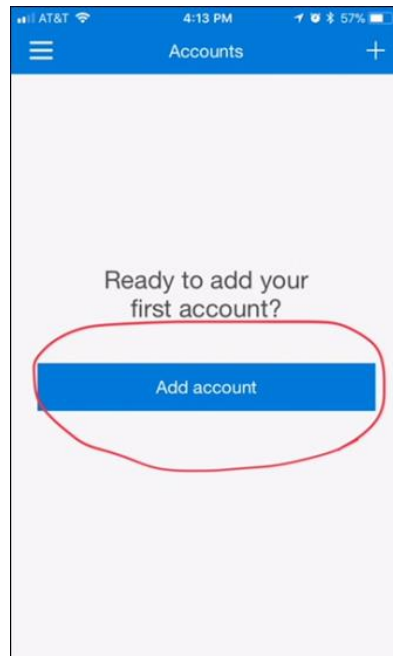 AT&T 4:13 PM 57%
Accounts
Ready to add your
first account?
Add account